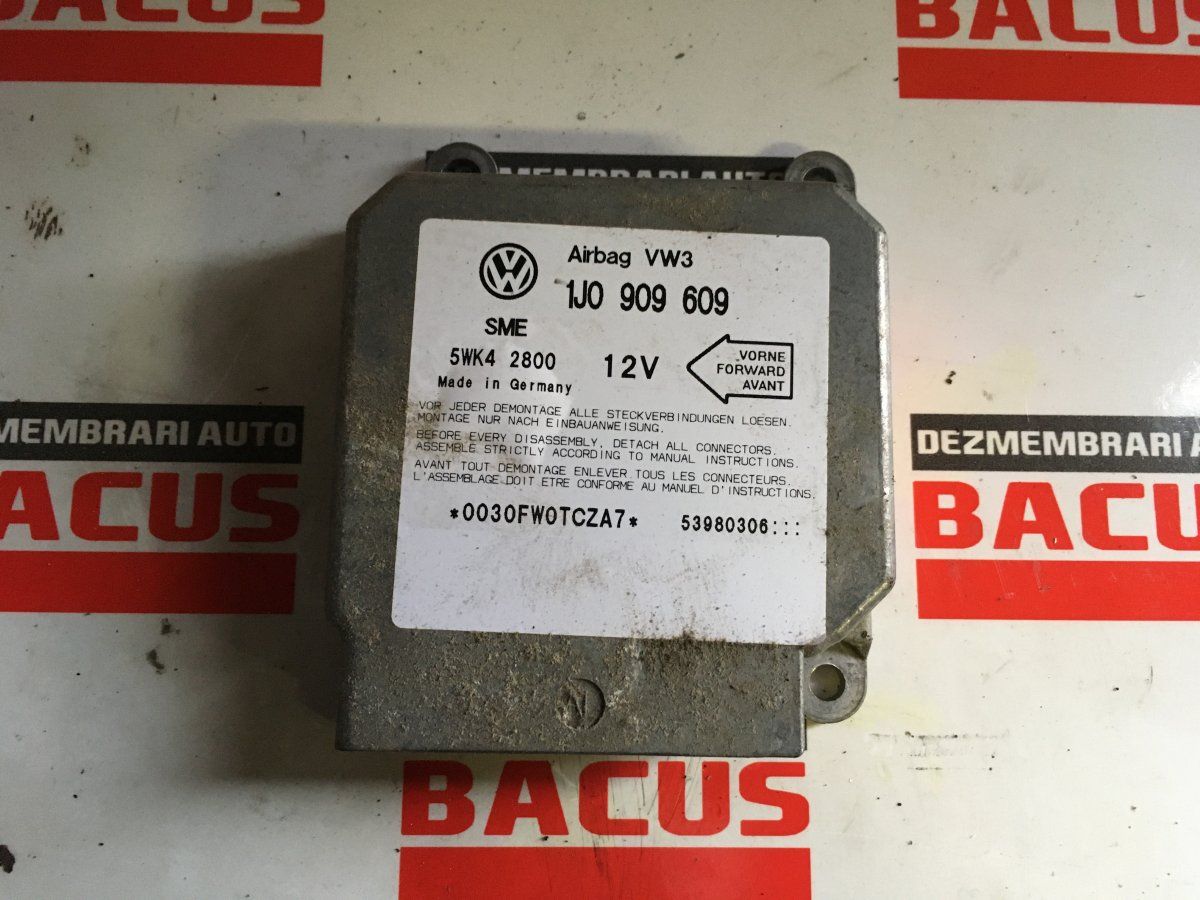 BACUS
BACUS
MEMBRARI AUTO
Airbag VW3
1J0 909 609
SME
5WK4 2800
12V
VORNE
FORWARD
AVANT
Made in Germany
VOR JEDER DEMONTAGE ALLE STECKVERBINDUNGEN LOESEN.
MONTAGE NUR NACH EINBAUANWEISUNG.
BEFORE EVERY DISASSEMBLY, DETACH ALL CONNECTORS.
ASSEMBLE STRICTLY ACCORDING TO MANUAL INSTRUCTIONS.
AVANT TOUT DEMONTAGE ENLEVER TOUS LES CONNECTEURS.
L'ASSEMBLAGE DOIT ETRE CONFORME AU MANUEL D'INSTRUCTIONS.
*0030FW0TCZA7* 53980306:::
MEMBRARI AUTO
BACUS
DEZMEMBRARI A
BACUS
BACUS